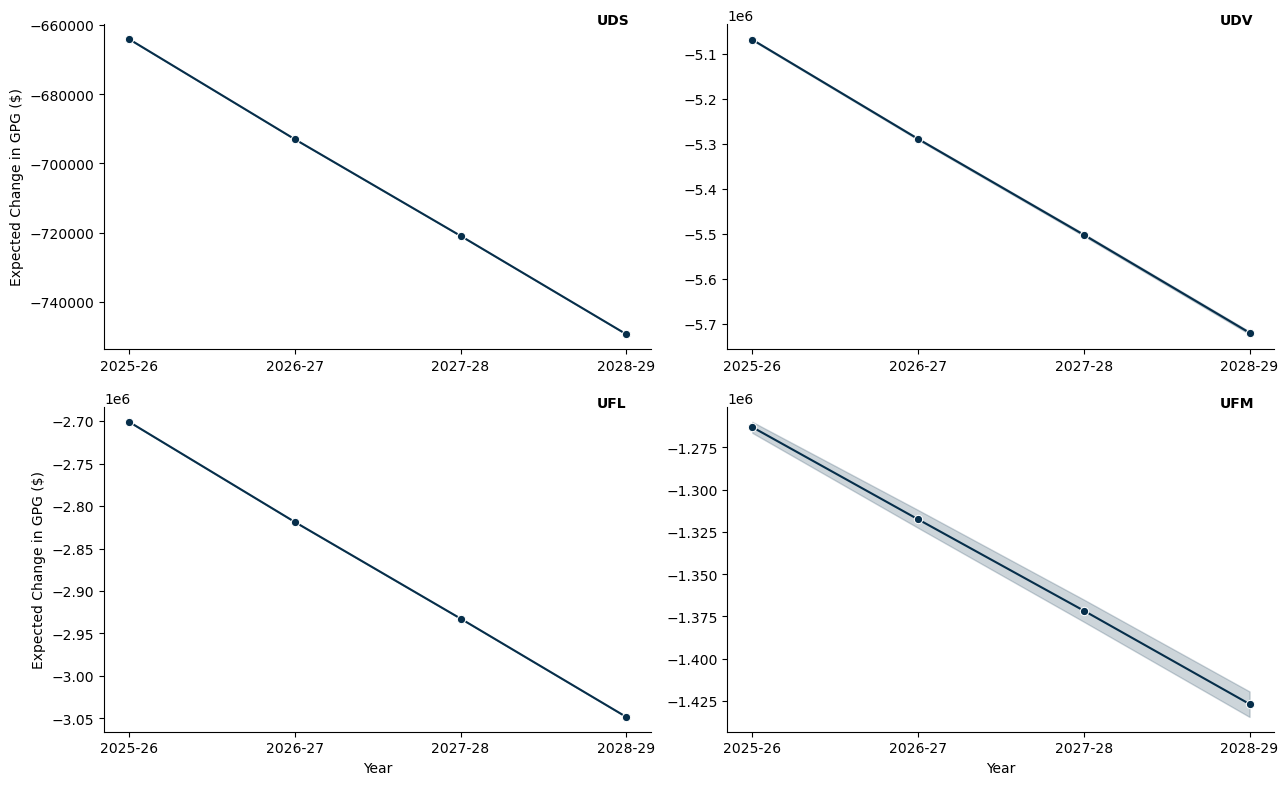 UDS
Expected Change in GPG ($)
−660000
−680000
−700000
−720000
−740000
2025-26 2026-27 2027-28 2028-29
UDV
1e6
−5.1
−5.2
−5.3
−5.4
−5.5
−5.6
−5.7
2025-26 2026-27 2027-28 2028-29
UFL
1e6
Expected Change in GPG ($)
−2.70
−2.75
−2.80
−2.85
−2.90
−2.95
−3.00
−3.05
2025-26 2026-27 2027-28 2028-29
Year
UFM
1e6
−1.275
−1.300
−1.325
−1.350
−1.375
−1.400
−1.425
2025-26 2026-27 2027-28 2028-29
Year